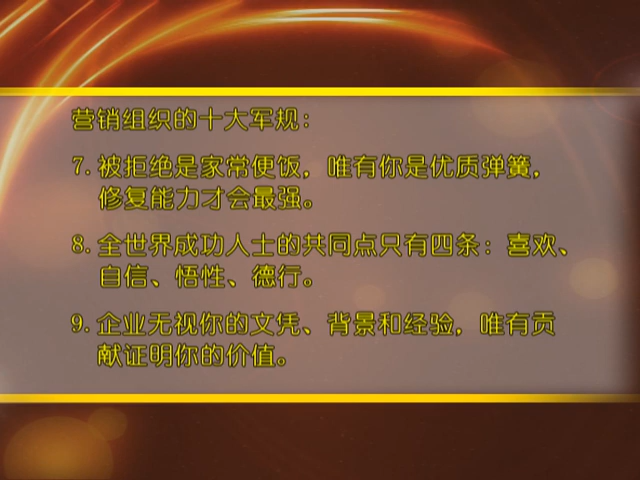 营销组织的十大军规：
7. 被拒绝是家常便饭，唯有你是优质弹簧，
修复能力才会最强。
8. 全世界成功人士的共同点只有四条：喜欢、
自信、悟性、德行。
9. 企业无视你的文凭、背景和经验，唯有贡
献证明你的价值。